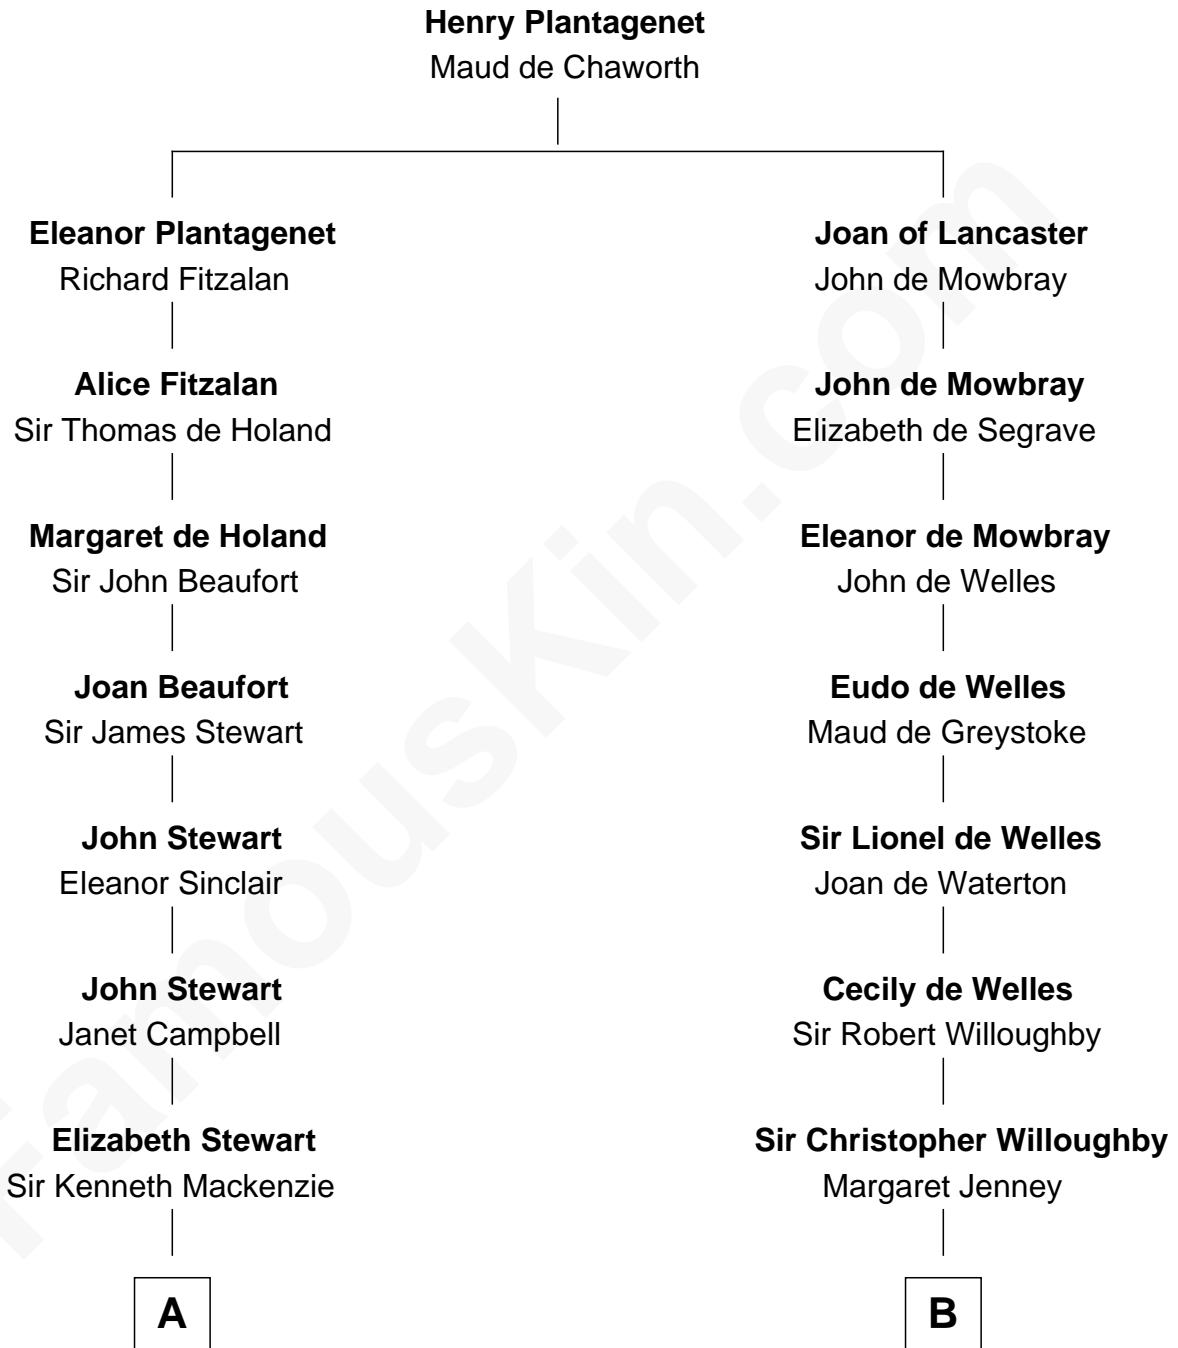 Henry Plantagenet
Maud de Chaworth
Eleanor Plantagenet
Richard Fitzalan
Joan of Lancaster
John de Mowbray
Alice Fitzalan
Sir Thomas de Holand
John de Mowbray
Elizabeth de Segrave
Margaret de Holand
Sir John Beaufort
Eleanor de Mowbray
John de Welles
Joan Beaufort
Sir James Stewart
Eudo de Welles
Maud de Greystoke
John Stewart
Eleanor Sinclair
Sir Lionel de Welles
Joan de Waterton
John Stewart
Janet Campbell
Cecily de Welles
Sir Robert Willoughby
Elizabeth Stewart
Sir Kenneth Mackenzie
Sir Christopher Willoughby
Margaret Jenney
A
B
FamousKin.com